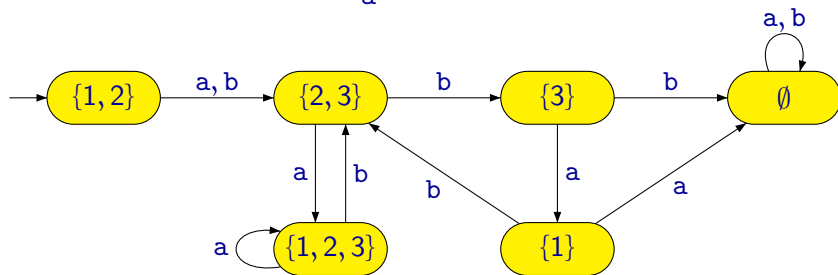 a
a, b
{1, 2} a, b {2, 3} b {3} b ∅
a b b a a
a {1, 2, 3} {1}